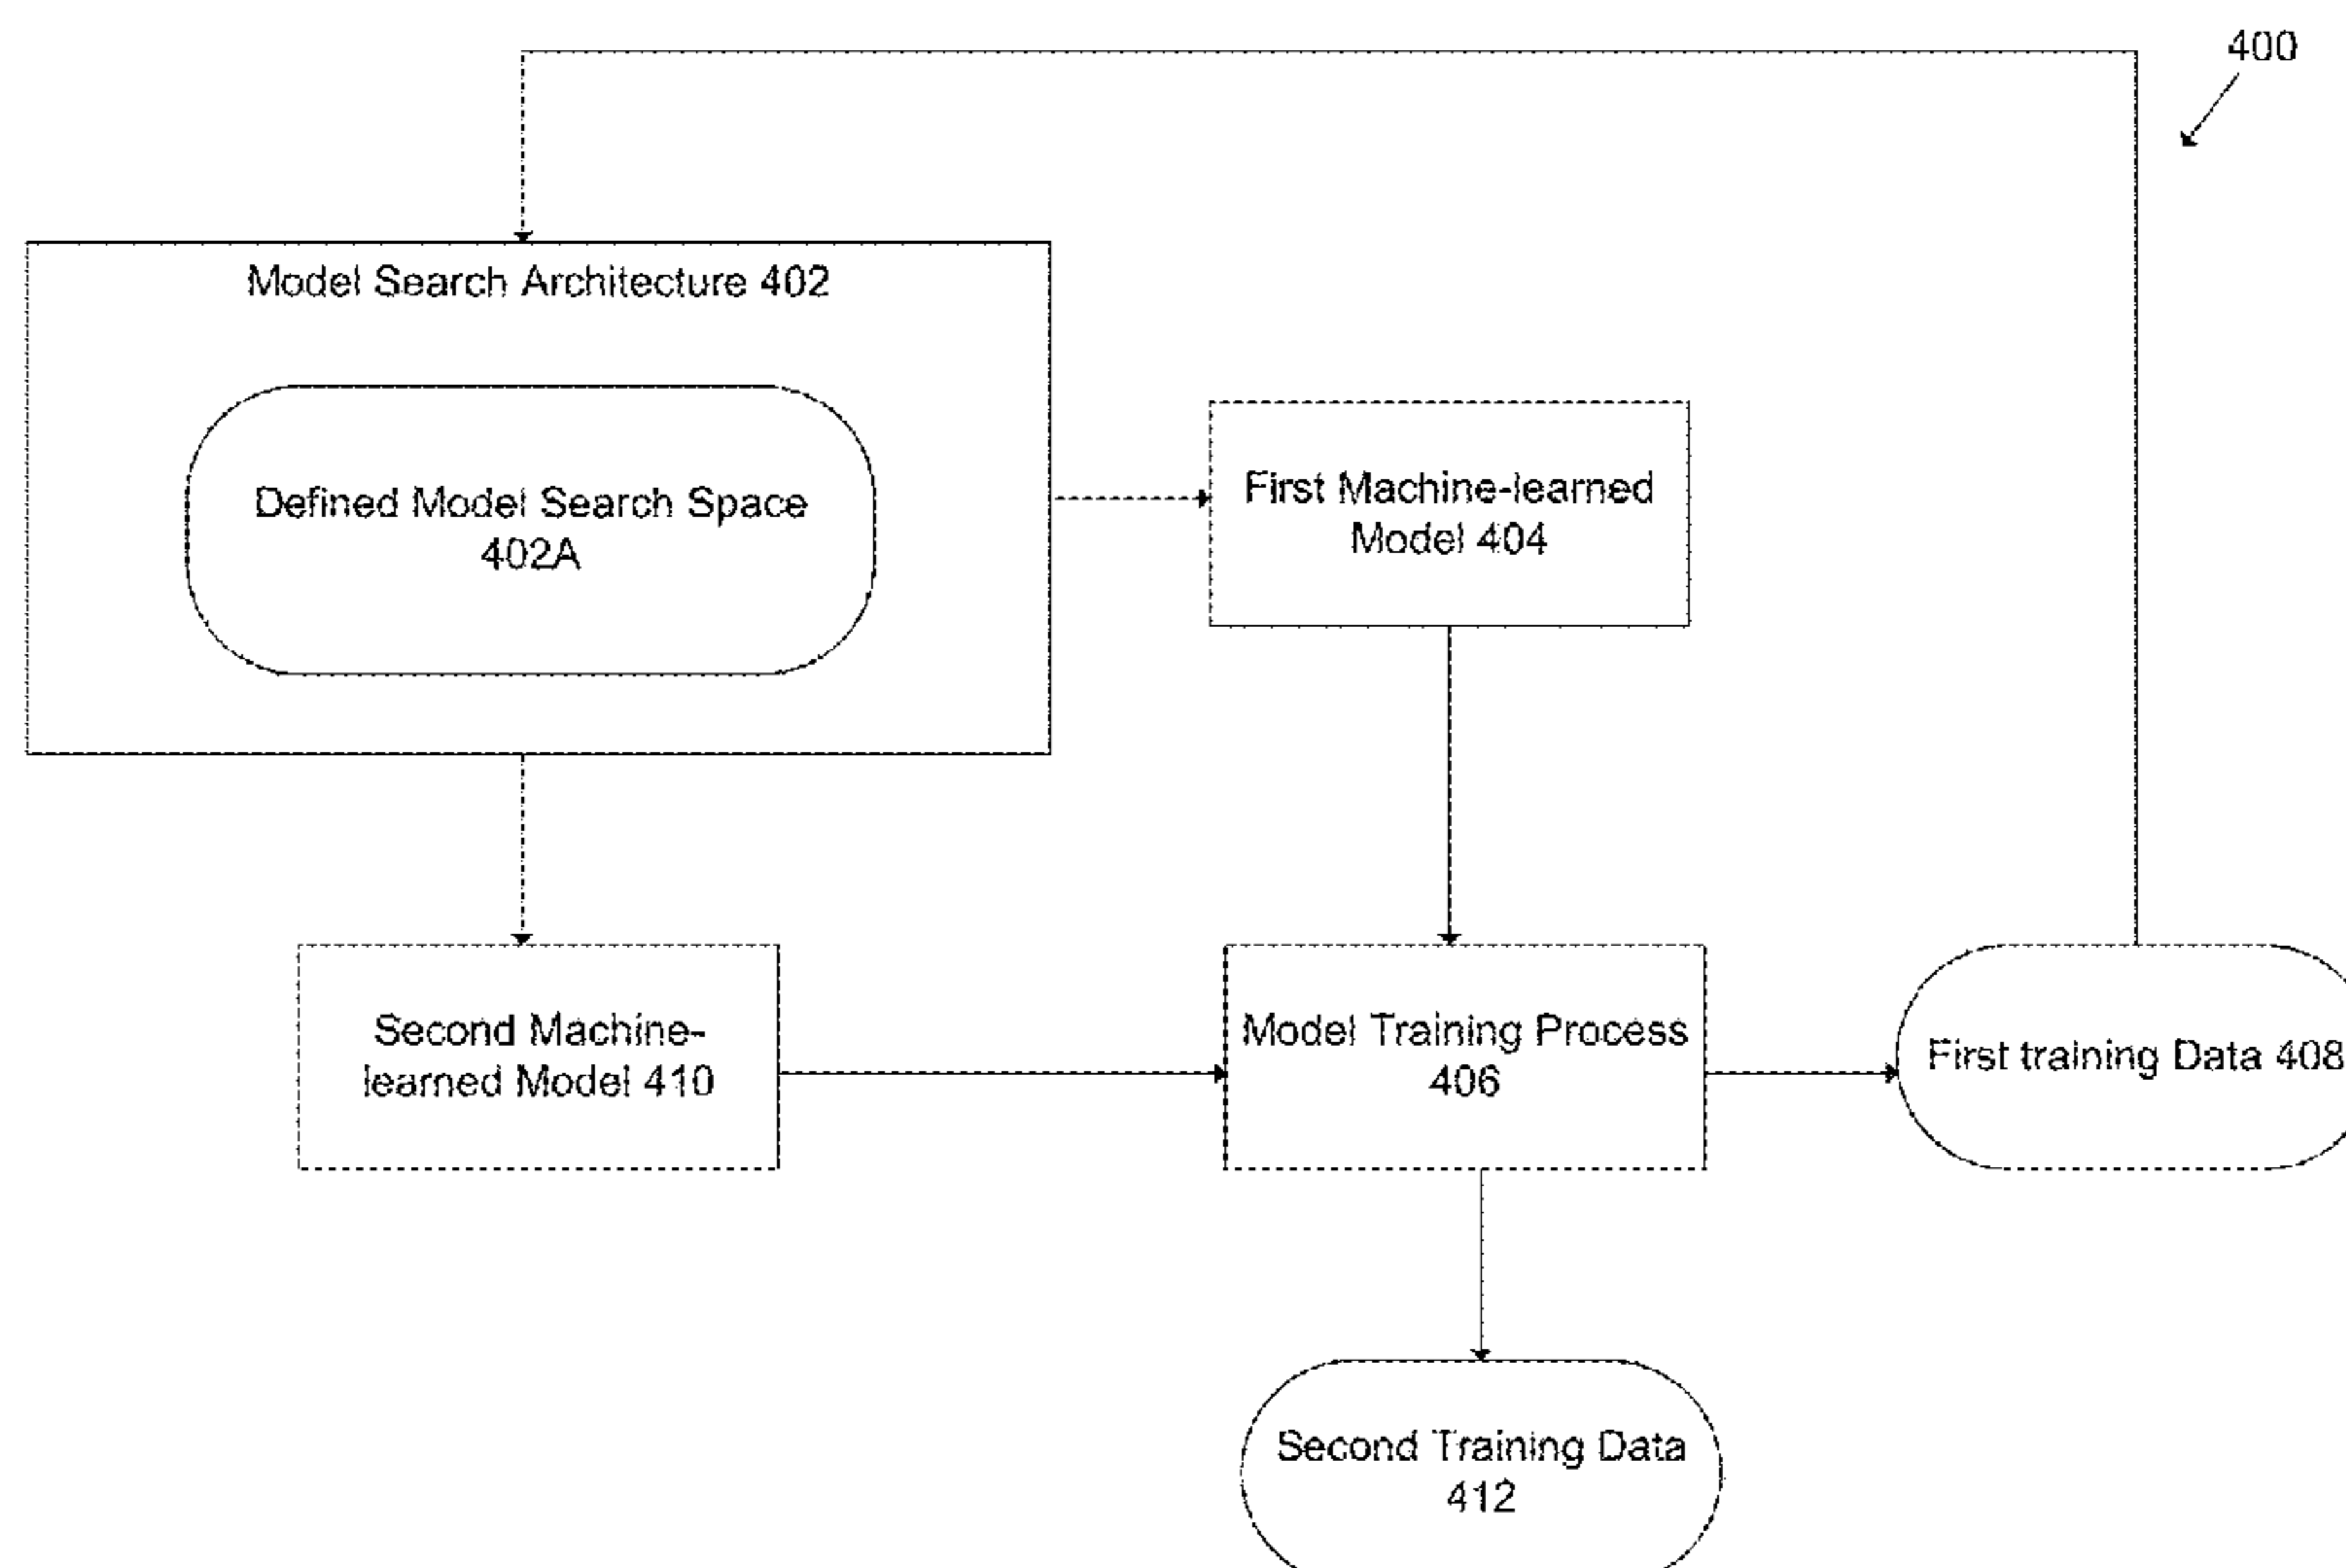 400
Model Search Architecture 402
Defined Model Search Space
402A
First Machine-learned
Model 404
Second Machine-
learned Model 410
Model Training Process
406
First training Data 408
Second Training Data
412